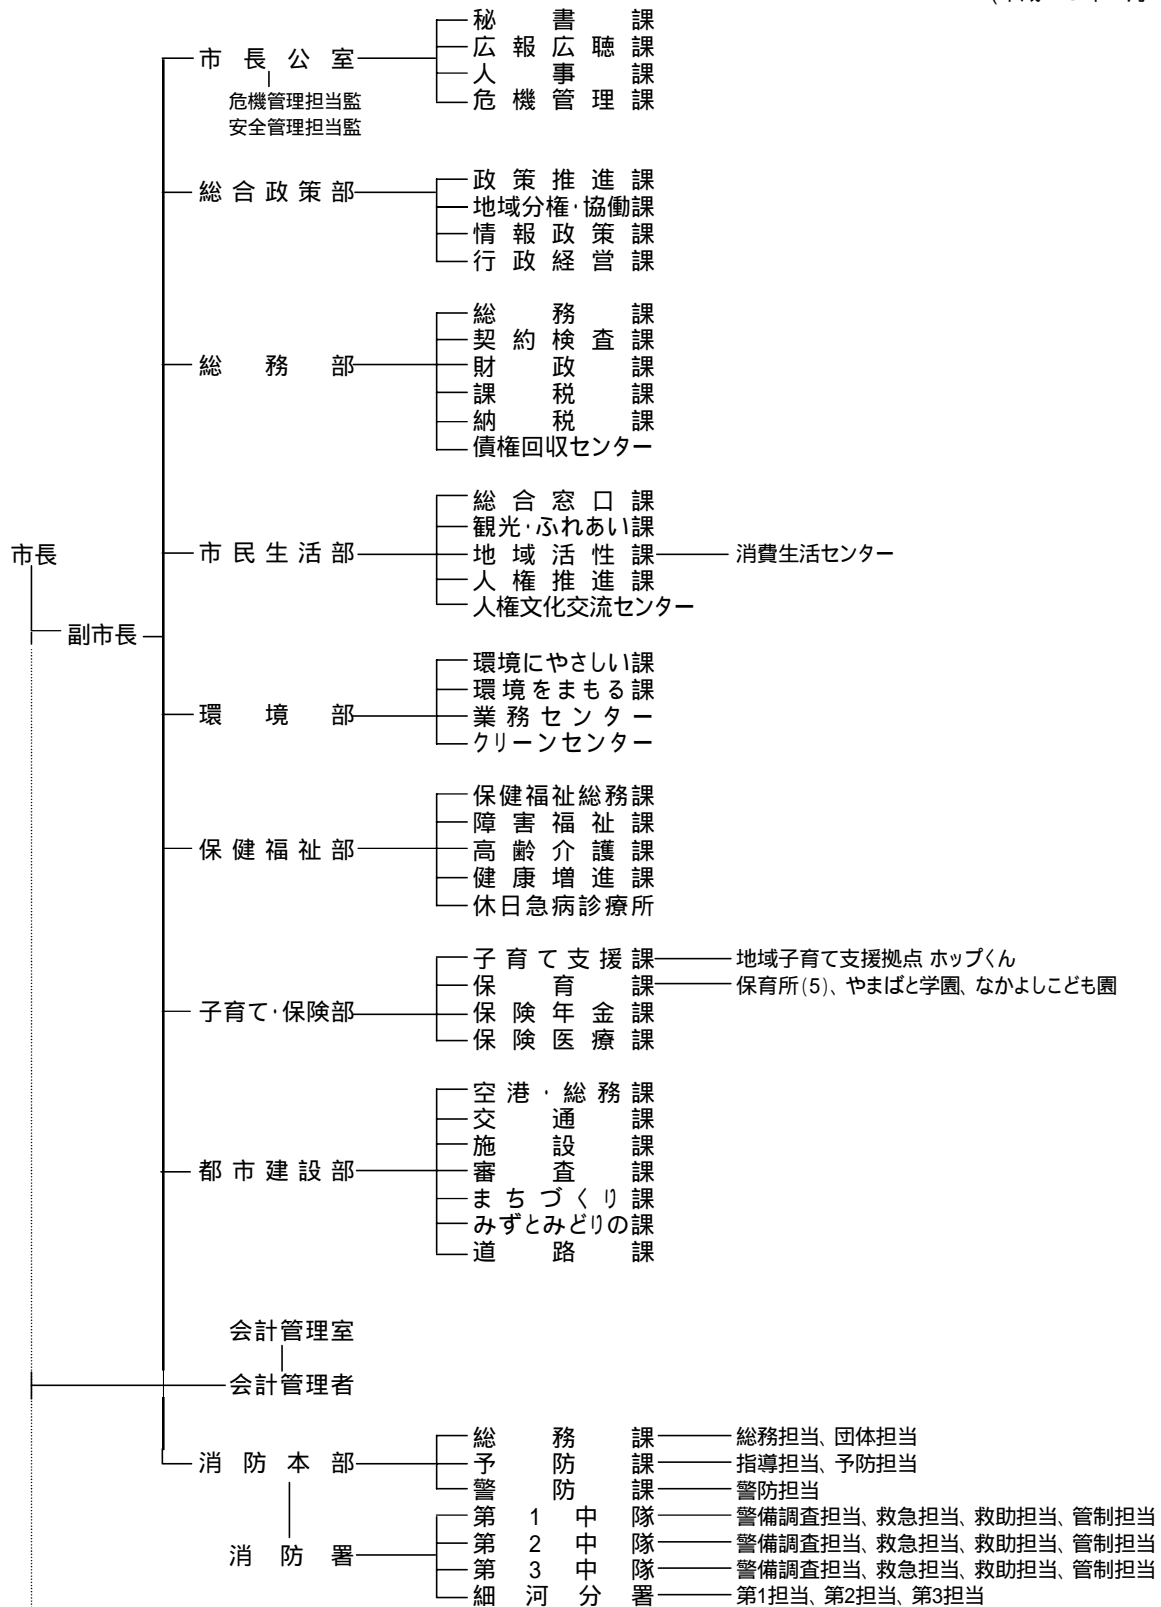 市長公室
危機管理担当監
安全管理担当監
秘書課
広報広聴課
人事課
危機管理課
総合政策部
政策推進課
地域分権・協働課
情報政策課
行政経営課
総務部
総務課
契約検査課
財政課
課税課
納税課
債権回収センター
市民生活部
総合窓口課
観光・ふれあい課
地域活性課 消費生活センター
人権推進課
人権文化交流センター
市長
副市長
環境部
環境にやさしい課
環境をまもる課
業務センター
クリーンセンター
保健福祉部
保健福祉総務課
障害福祉課
高齢介護課
健康増進課
休日急病診療所
子育て・保険部
子育て支援課 地域子育て支援拠点 ホップくん
保育課 保育所(5)、やまばと学園、なかよしこども園
保険年金課
保険医療課
都市建設部
空港・総務課
交通課
施設課
審査課
まちづくり課
みずとみどりの課
道路課
会計管理室
会計管理者
消防本部
総務課 総務担当、団体担当
予防課 指導担当、予防担当
警防課 警防担当
消防署
第1中隊 警備調査担当、救急担当、救助担当、管制担当
第2中隊 警備調査担当、救急担当、救助担当、管制担当
第3中隊 警備調査担当、救急担当、救助担当、管制担当
細河分署 第1担当、第2担当、第3担当